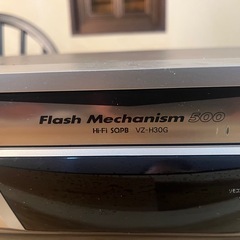 Flash Mechanism 500
Hi-Fi SQPB VZ-H30G